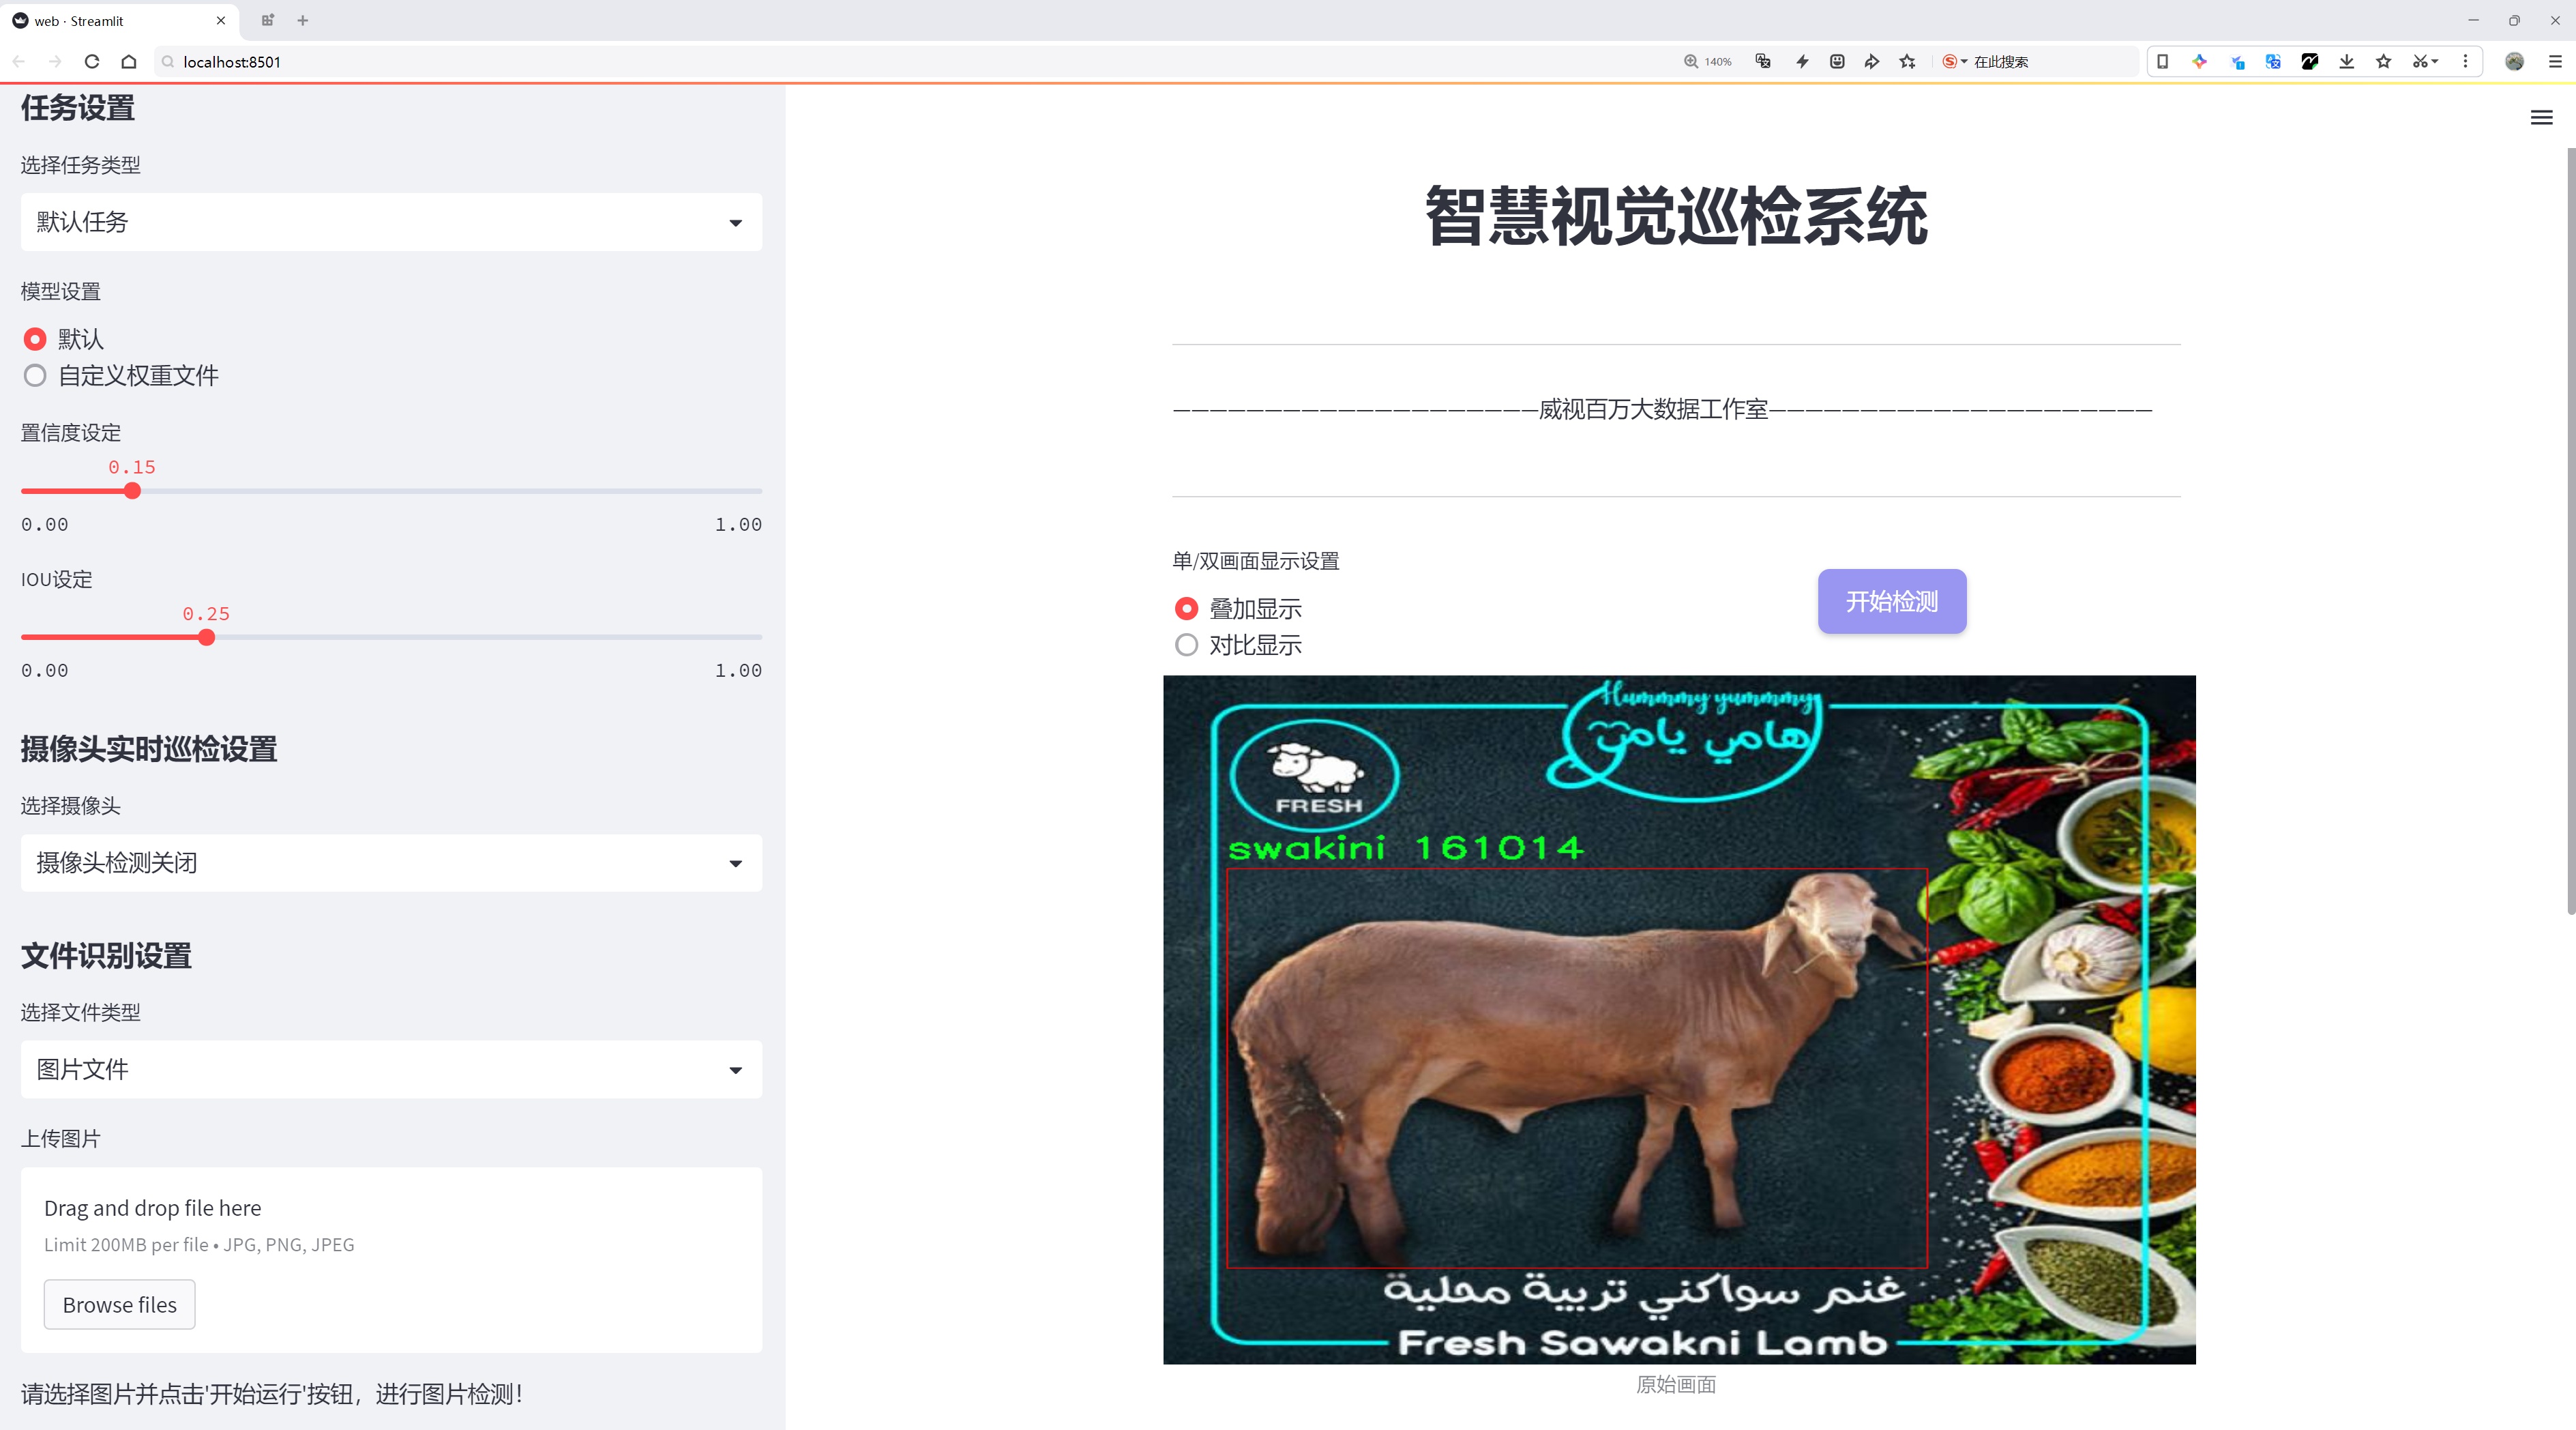 web · Streamlit
localhost:8501
140%
在此搜索
任务设置
选择任务类型
默认任务
模型设置
默认
自定义权重文件
置信度设定
0.15
0.00
1.00
IOU设定
0.25
0.00
1.00
摄像头实时巡检设置
选择摄像头
摄像头检测关闭
文件识别设置
选择文件类型
图片文件
上传图片
Drag and drop file here
Limit 200MB per file • JPG, PNG, JPEG
Browse files
请选择图片并点击'开始运行'按钮，进行图片检测！
智慧视觉巡检系统
—————————————————————威视百万大数据工作室——————————————————————
单/双画面显示设置
叠加显示
对比显示
开始检测
Hummmy yummmy
هامي يامي
FRESH
swakini 161014
غنم سواكني تربية محلية
Fresh Sawakni Lamb
原始画面